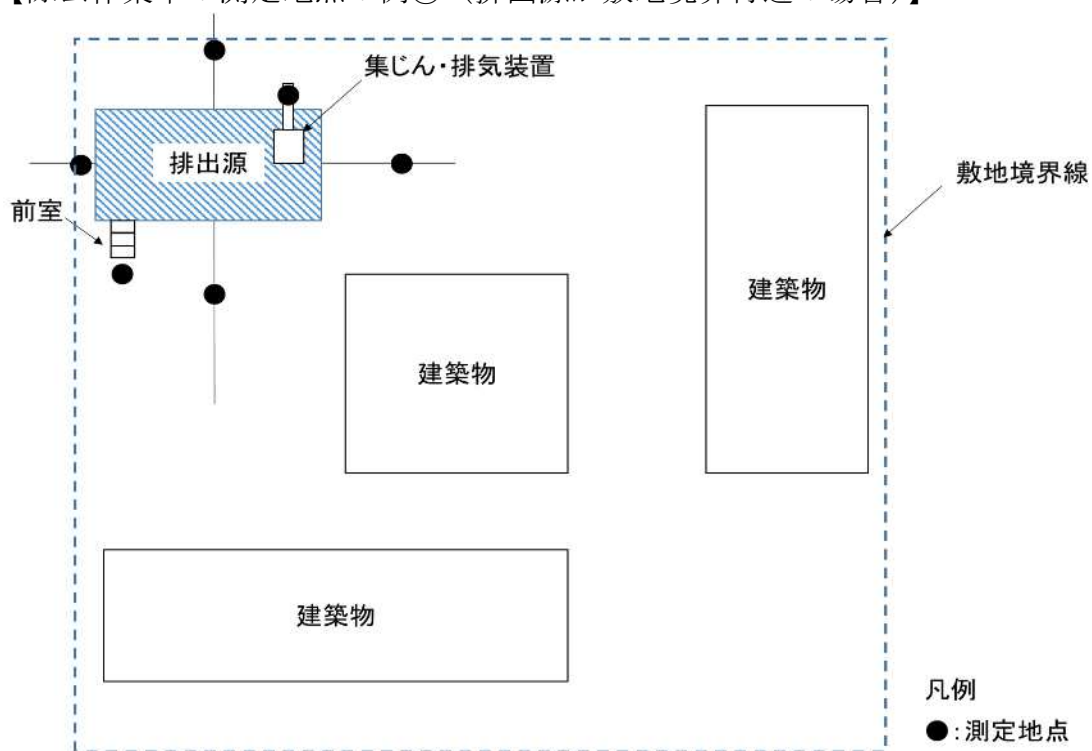 集じん・排気装置
排出源
敷地境界線
前室
建築物
建築物
建築物
凡例
●:測定地点